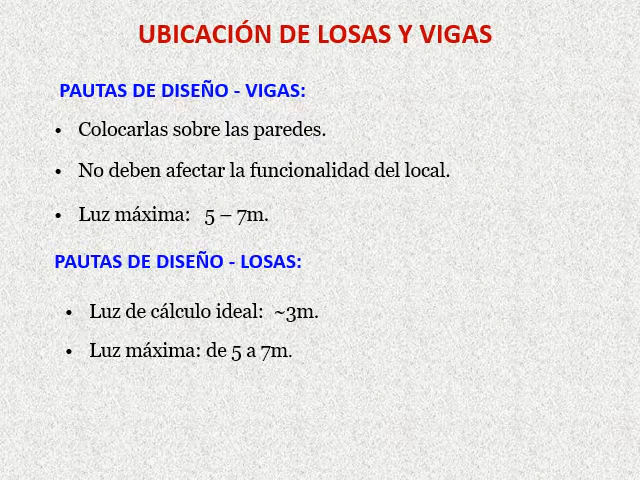 UBICACIÓN DE LOSAS Y VIGAS
PAUTAS DE DISEÑO - VIGAS:
• Colocarlas sobre las paredes.
• No deben afectar la funcionalidad del local.
• Luz máxima: 5 – 7m.
PAUTAS DE DISEÑO - LOSAS:
• Luz de cálculo ideal: ~3m.
• Luz máxima: de 5 a 7m.